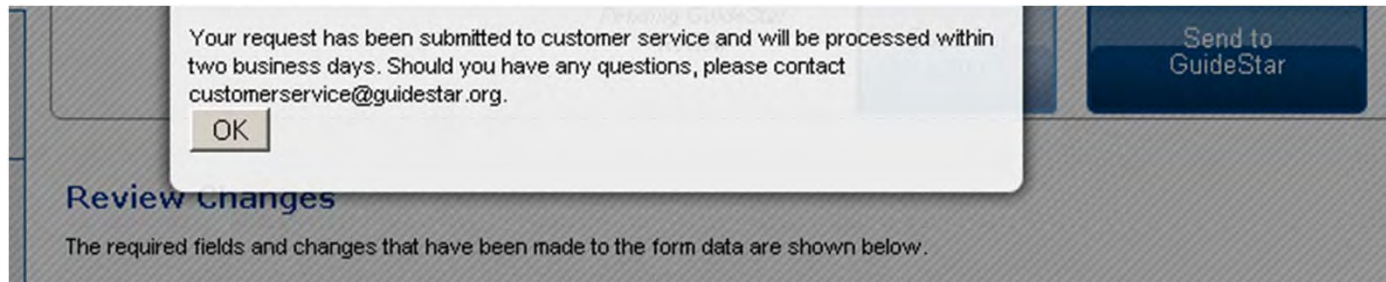 Pending GuideStar
Your request has been submitted to customer service and will be processed within
two business days. Should you have any questions, please contact
customerservice@guidestar.org.
OK
Send to
GuideStar
Review Changes
The required fields and changes that have been made to the form data are shown below.